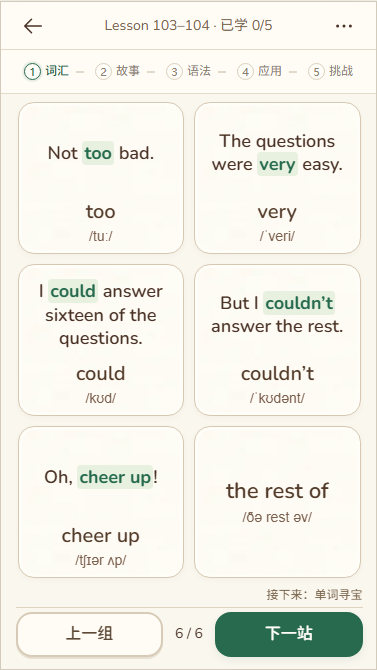 Lesson 103–104 · 已学 0/5
1 词汇 – 2 故事 – 3 语法 – 4 应用 – 5 挑战
Not too bad.
too
/tuː/
The questions
were very easy.
very
/ˈveri/
I could answer
sixteen of the
questions.
could
/kʊd/
But I couldn’t
answer the rest.
couldn’t
/ˈkʊdənt/
Oh, cheer up!
cheer up
/tʃɪər ʌp/
the rest of
/ðə rest əv/
接下来：单词寻宝
上一组
6 / 6
下一站